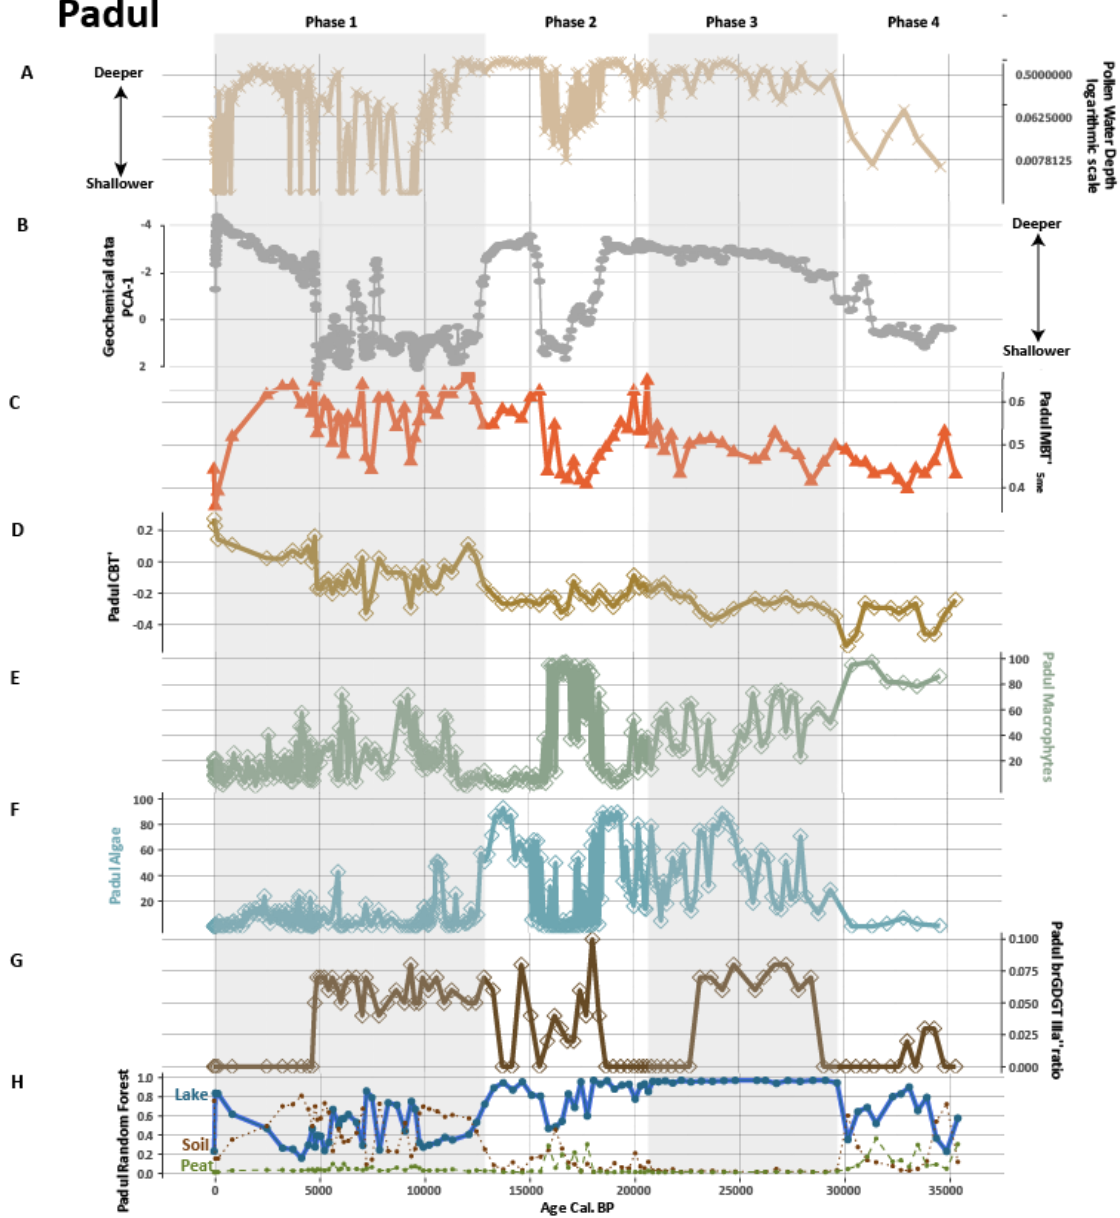 Padul
Phase 1 Phase 2 Phase 3 Phase 4
A
Deeper
Shallower
0.5000000
0.0625000
0.0078125
Pollen Water Depth
logarithmic scale
B
Geochemical data
PCA-1
-4
-2
0
2
Deeper
Shallower
C
0.6
0.5
0.4
Padul MBT' 5me
D
Padul CBT'
0.2
0.0
-0.2
-0.4
E
100
80
60
40
20
Padul Macrophytes
F
Padul Algae
100
80
60
40
20
G
0.100
0.075
0.050
0.025
0.000
Padul brGDGT IIIa'' ratio
H
Padul Random Forest
1.0
0.8
0.6
0.4
0.2
0.0
Lake
Soil
Peat
0 5000 10000 15000 20000 25000 30000 35000
Age Cal. BP